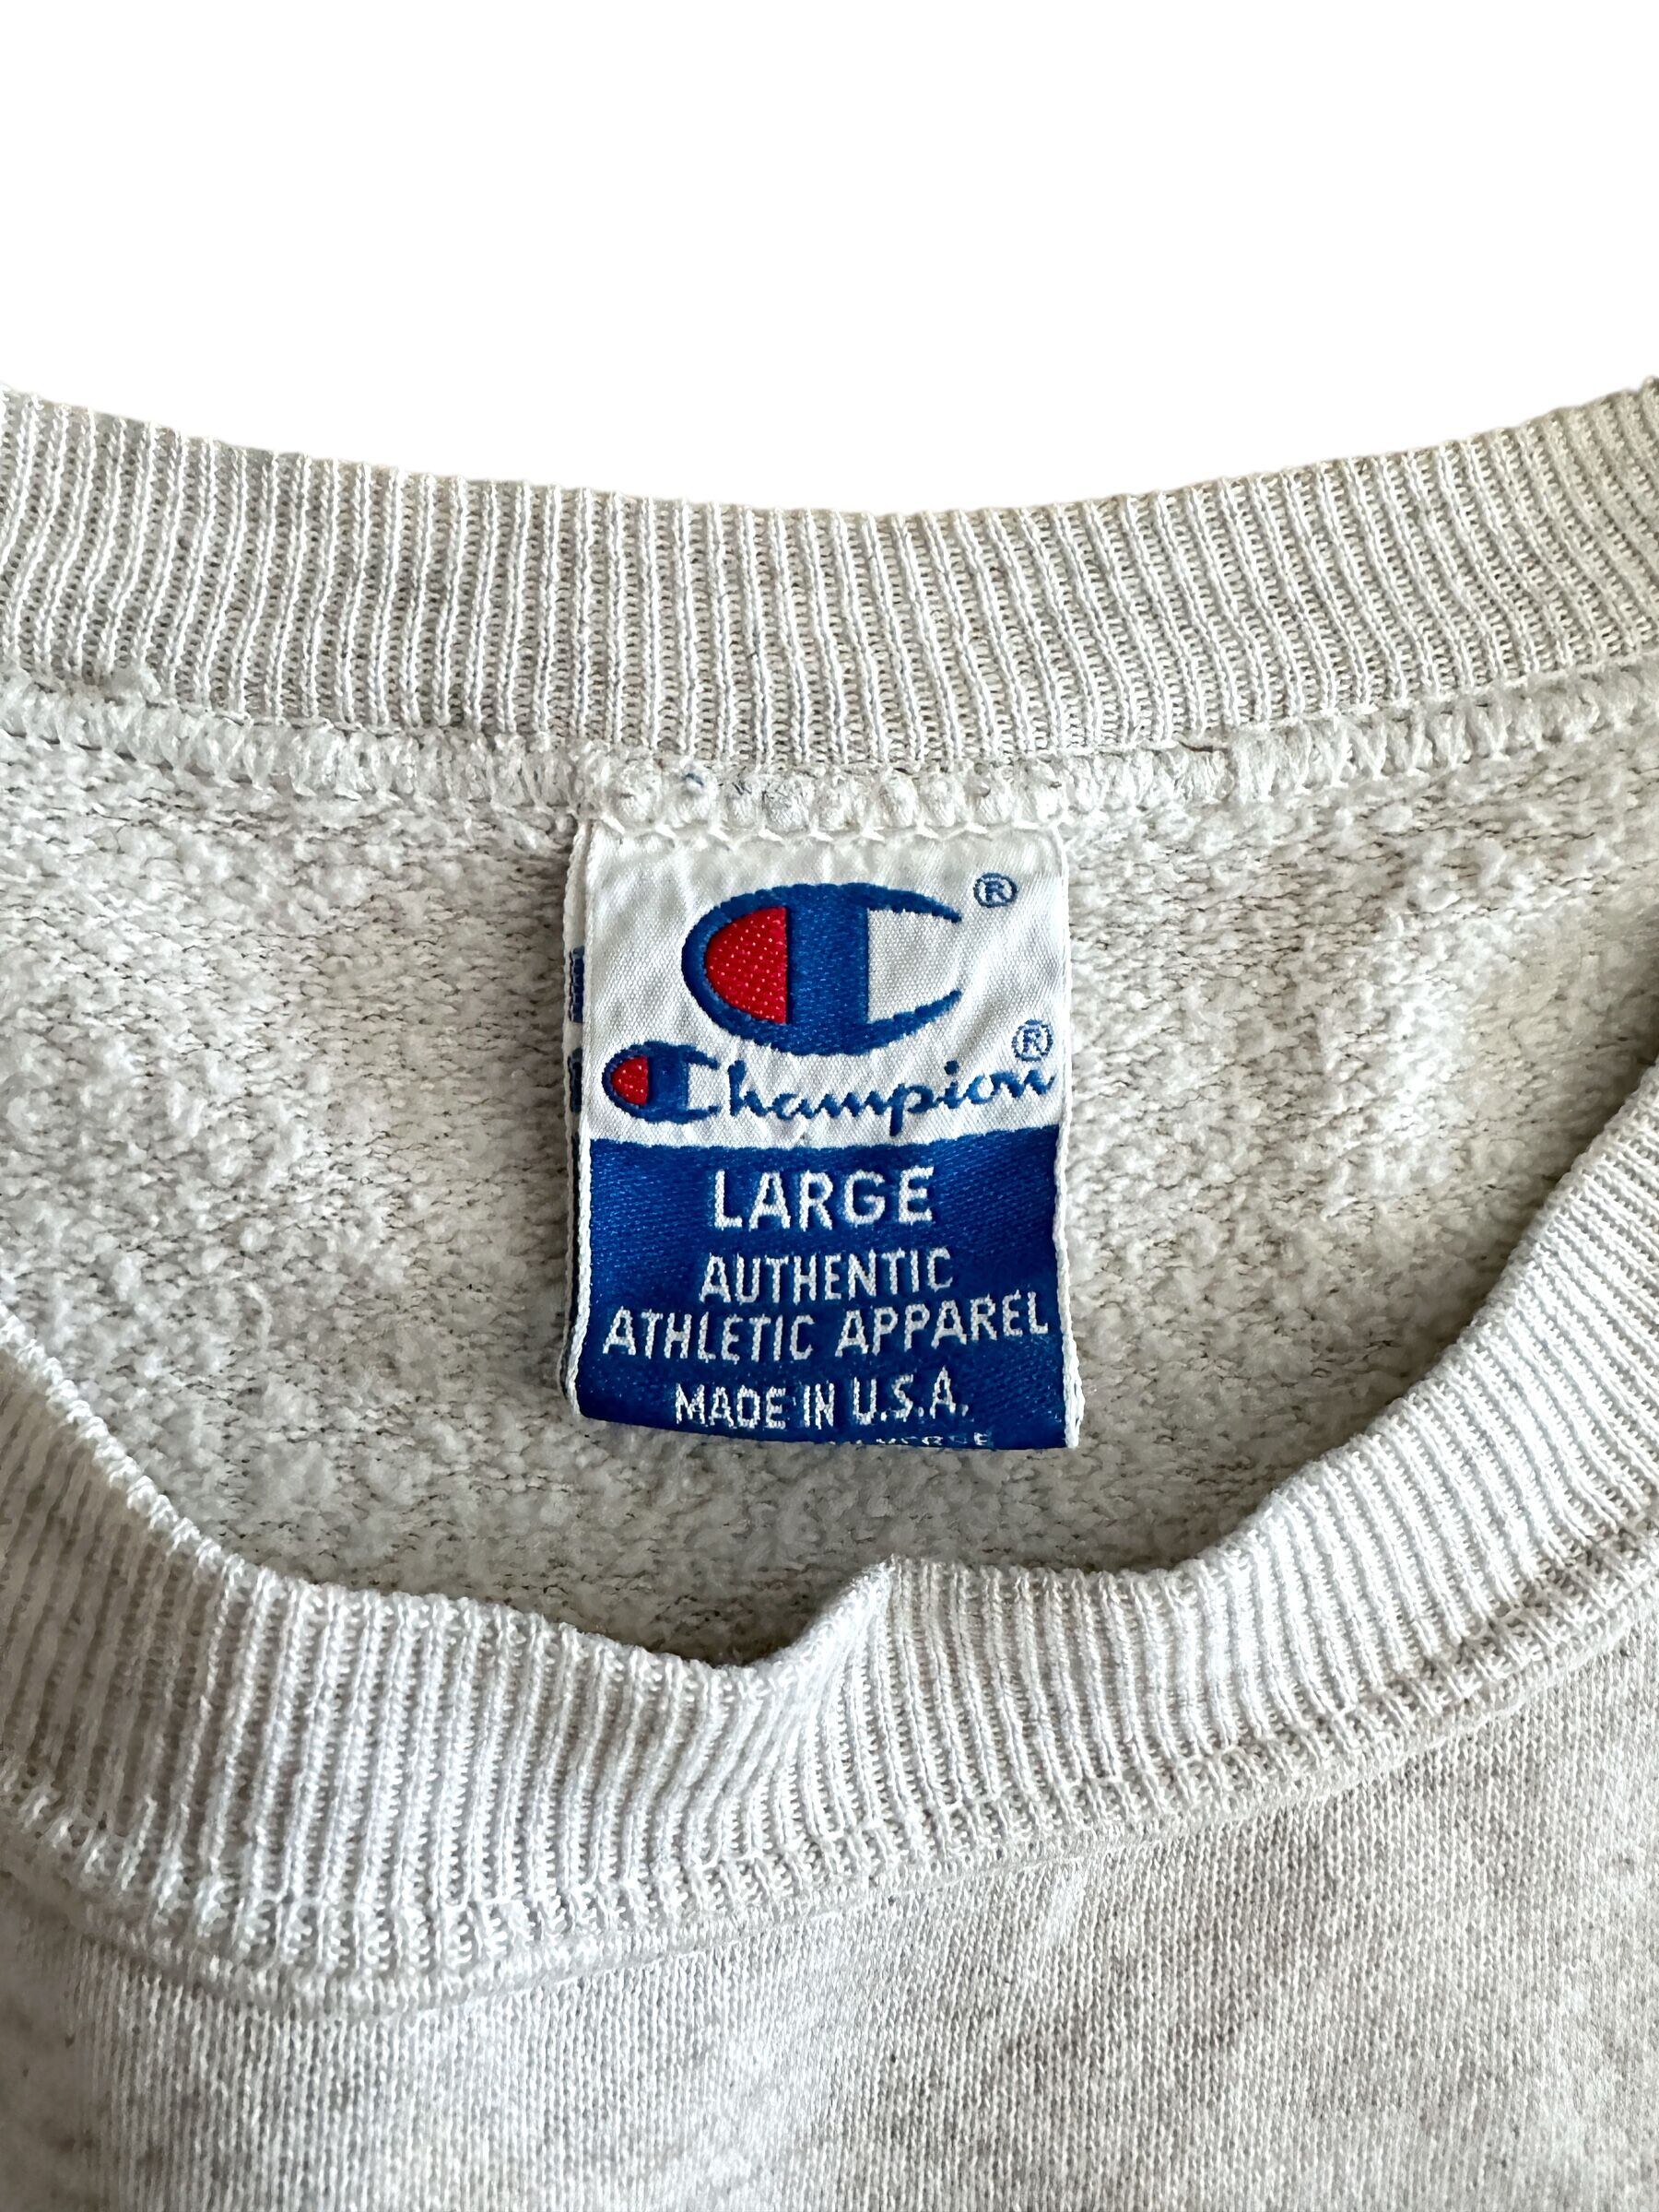 ®
Champion®
LARGE
AUTHENTIC
ATHLETIC APPAREL
MADE IN U.S.A.